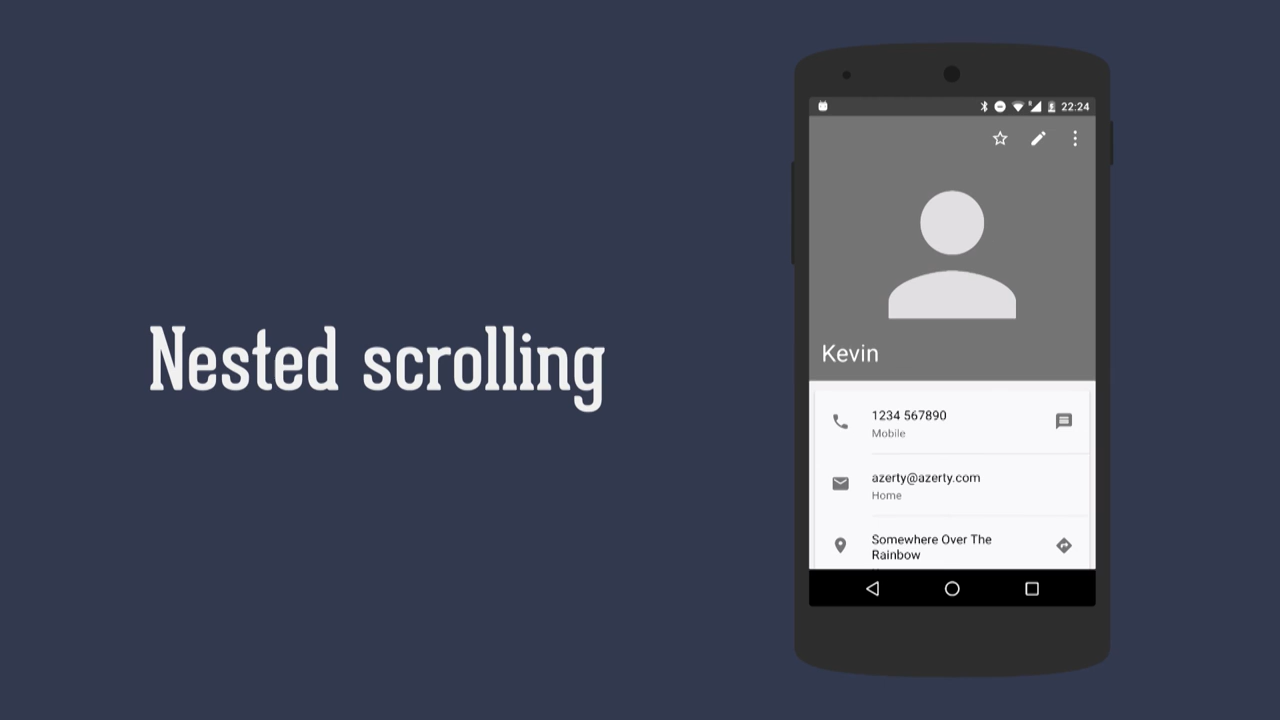 Nested scrolling
22:24
Kevin
1234 567890
Mobile
azerty@azerty.com
Home
Somewhere Over The
Rainbow